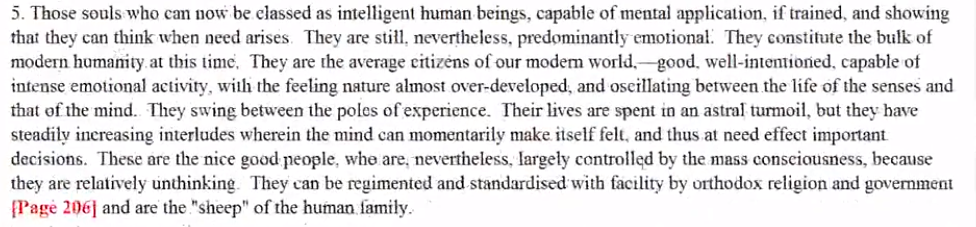 5. Those souls who can now be classed as intelligent human beings, capable of mental application, if trained, and showing
that they can think when need arises. They are still, nevertheless, predominantly emotional. They constitute the bulk of
modern humanity at this time. They are the average citizens of our modern world,—good, well-intentioned, capable of
intense emotional activity, with the feeling nature almost over-developed, and oscillating between the life of the senses and
that of the mind. They swing between the poles of experience. Their lives are spent in an astral turmoil, but they have
steadily increasing interludes wherein the mind can momentarily make itself felt, and thus at need effect important
decisions. These are the nice good people, who are, nevertheless, largely controlled by the mass consciousness, because
they are relatively unthinking. They can be regimented and standardised with facility by orthodox religion and government
[Page 206] and are the "sheep" of the human family.